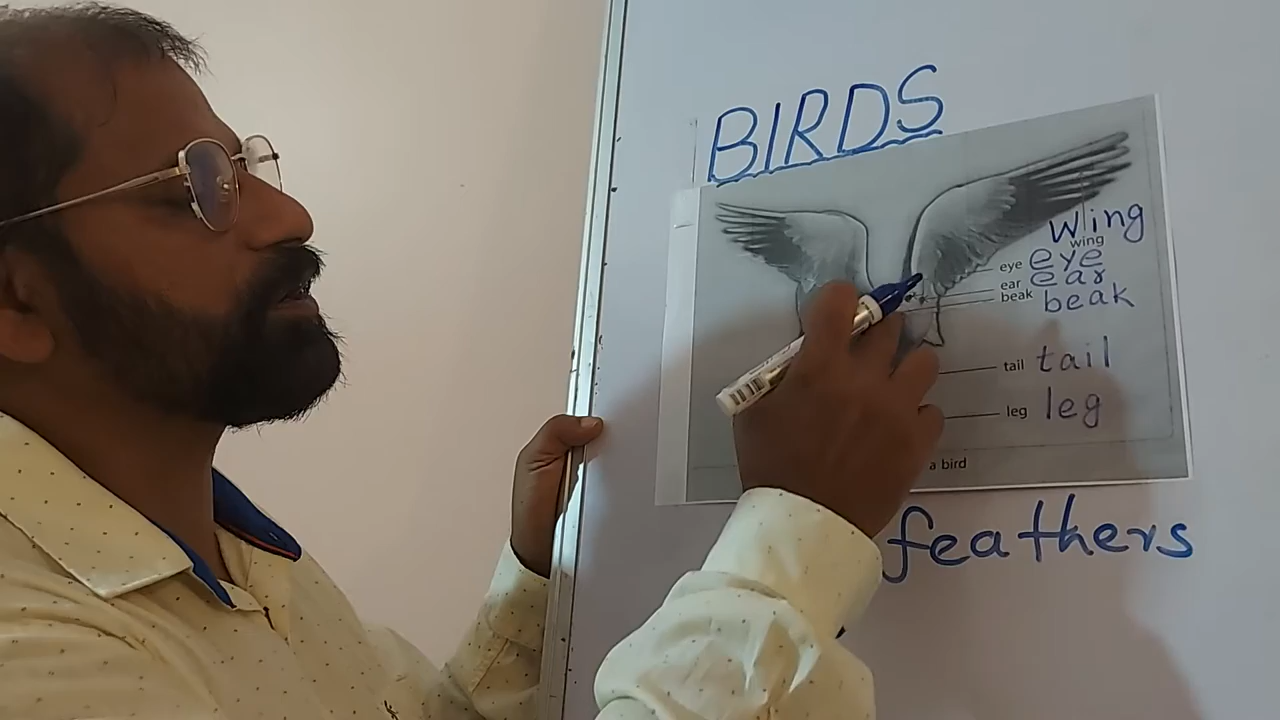 BIRDS
wing
wing
eye eye
ear ear
beak beak
tail tail
leg leg
a bird
feathers